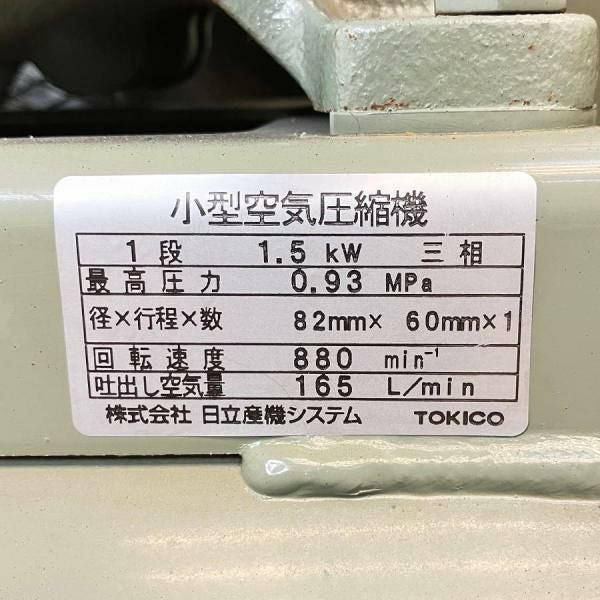 小型空気圧縮機
1段 1.5 kW 三相
最高圧力 0.93 MPa
径×行程×数 82mm× 60mm×1
回転速度 880 min⁻¹
吐出し空気量 165 L/min
株式会社 日立産機システム TOKICO